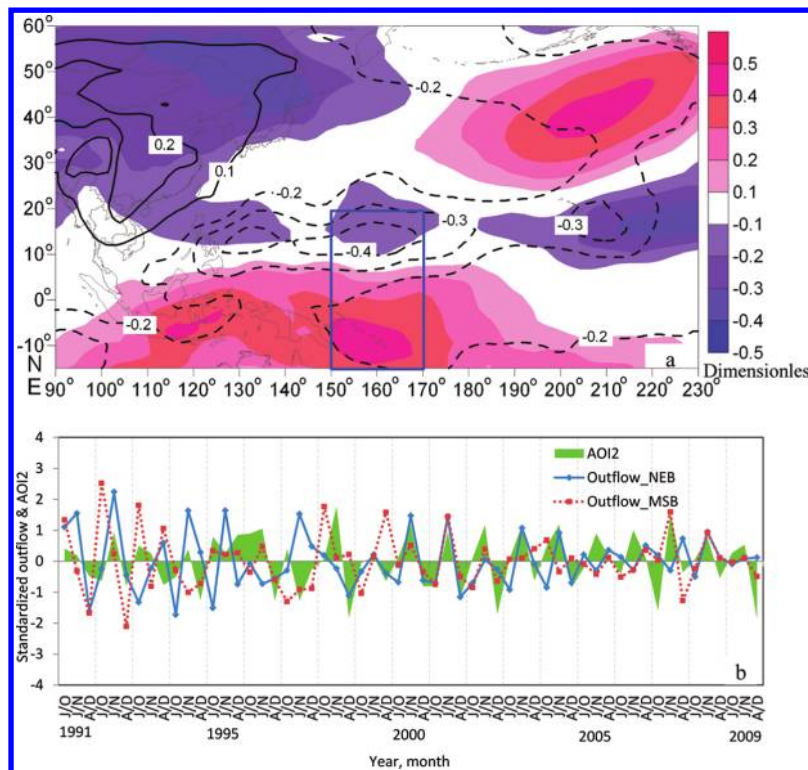 60°
50°
40°
30°
20°
10°
0°
-10°
N
E
90° 100° 110° 120° 130° 140° 150° 160° 170° 180° 190° 200° 210° 220° 230°
-0.2
0.2
0.1
-0.2
-0.3
-0.4
-0.3
-0.2
-0.2
a
0.5
0.4
0.3
0.2
0.1
-0.1
-0.2
-0.3
-0.4
-0.5
Dimensionles
Standardized outflow & AOI2
4
3
2
1
0
-1
-2
-3
-4
AOI2
Outflow_NEB
Outflow_MSB
b
J/O J/N A/D J/O J/N A/D J/O J/N A/D J/O J/N A/D J/O J/N A/D J/O J/N A/D J/O J/N A/D J/O J/N A/D J/O J/N A/D J/O J/N A/D J/O J/N A/D J/O J/N A/D J/O J/N A/D J/O J/N A/D J/O J/N A/D J/O J/N A/D J/O J/N A/D J/O J/N A/D J/O J/N A/D
1991 1995 2000 2005 2009
Year, month